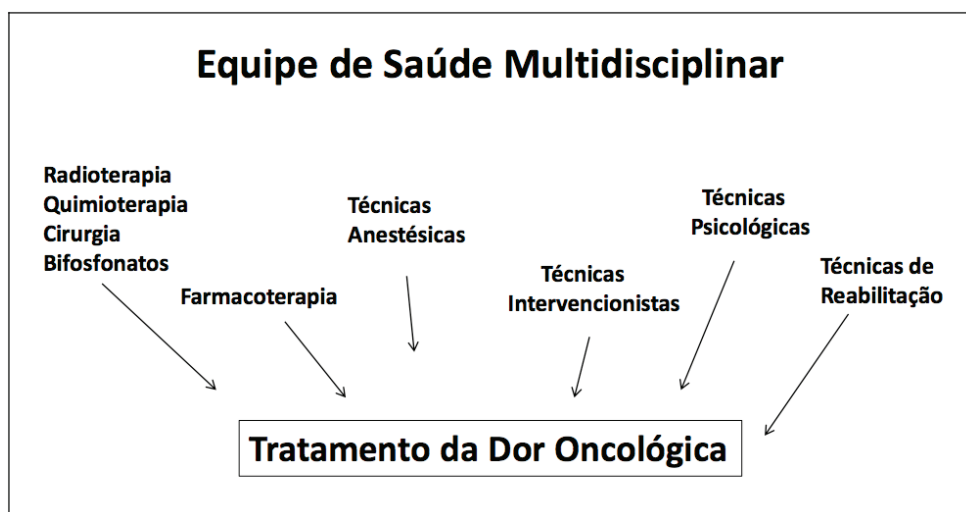 Equipe de Saúde Multidisciplinar
Radioterapia
Quimioterapia
Cirurgia
Bifosfonatos
Farmacoterapia
Técnicas
Anestésicas
Técnicas
Intervencionistas
Técnicas
Psicológicas
Técnicas de
Reabilitação
Tratamento da Dor Oncológica